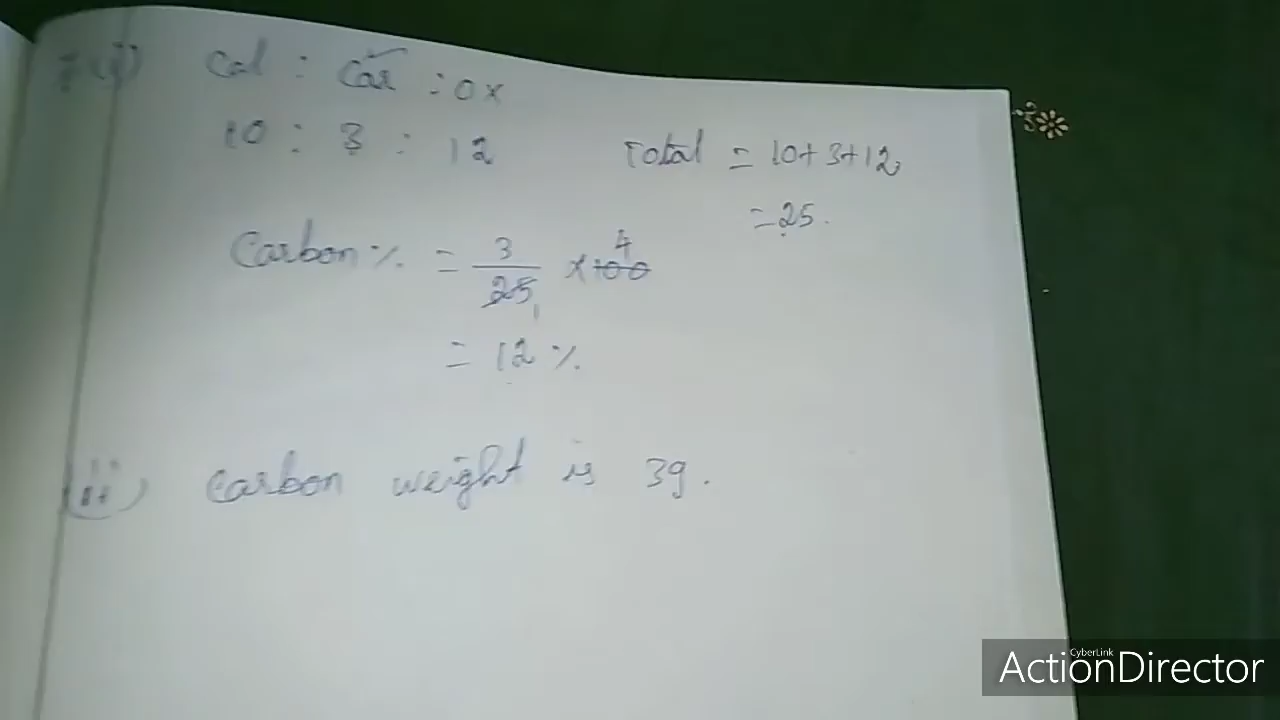 (i) Cal : Car : Ox
10 : 3 : 12
Total = 10+3+12
= 25.
Carbon % = 3/25 × 100 4
1
= 12 %
(ii) Carbon weight is 3g.
CyberLink
ActionDirector